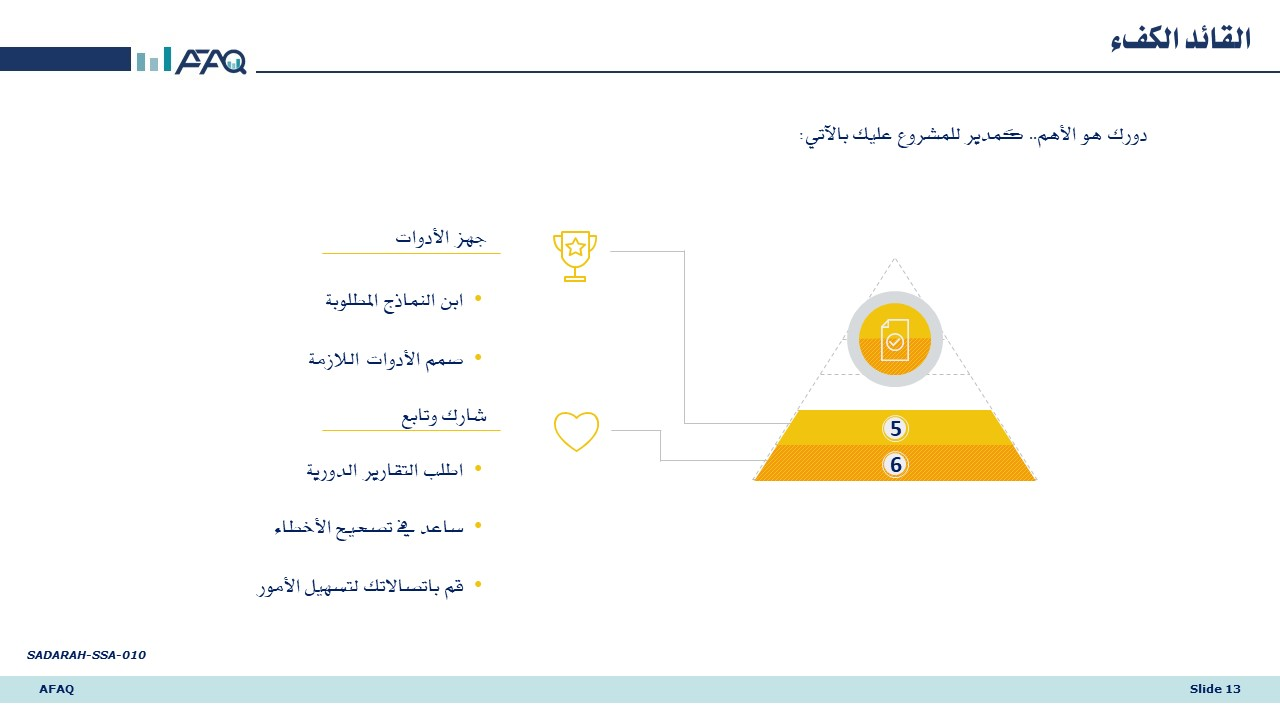 القائد الكفء
AFAQ
دورك هو الأهم.. كمدير للمشروع عليك بالآتي:
جهز الأدوات
ابن النماذج المطلوبة
صمم الأدوات اللازمة
شارك وتابع
اطلب التقارير الدورية
ساعد في تصحيح الأخطاء
قم باتصالاتك لتسهيل الأمور
5
6
SADARAH-SSA-010
AFAQ
Slide 13